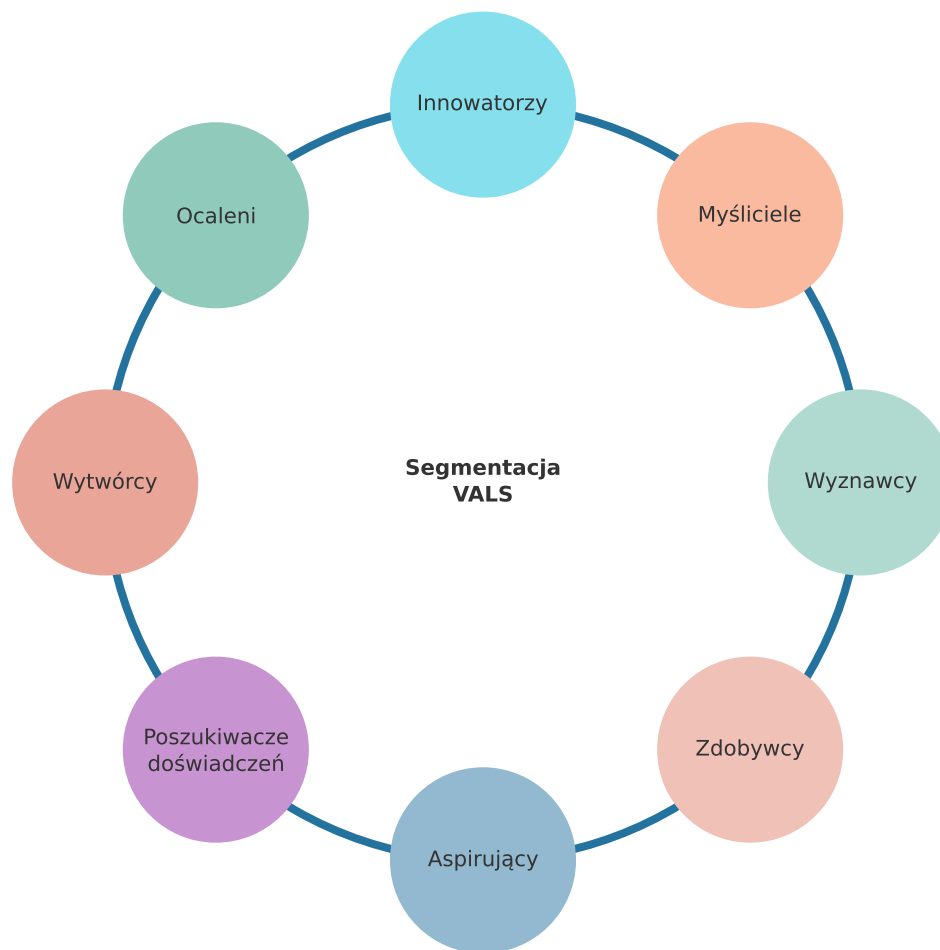 Innowatorzy
Myśliciele
Wyznawcy
Zdobywcy
Aspirujący
Poszukiwacze
doświadczeń
Wytwórcy
Ocaleni
Segmentacja
VALS